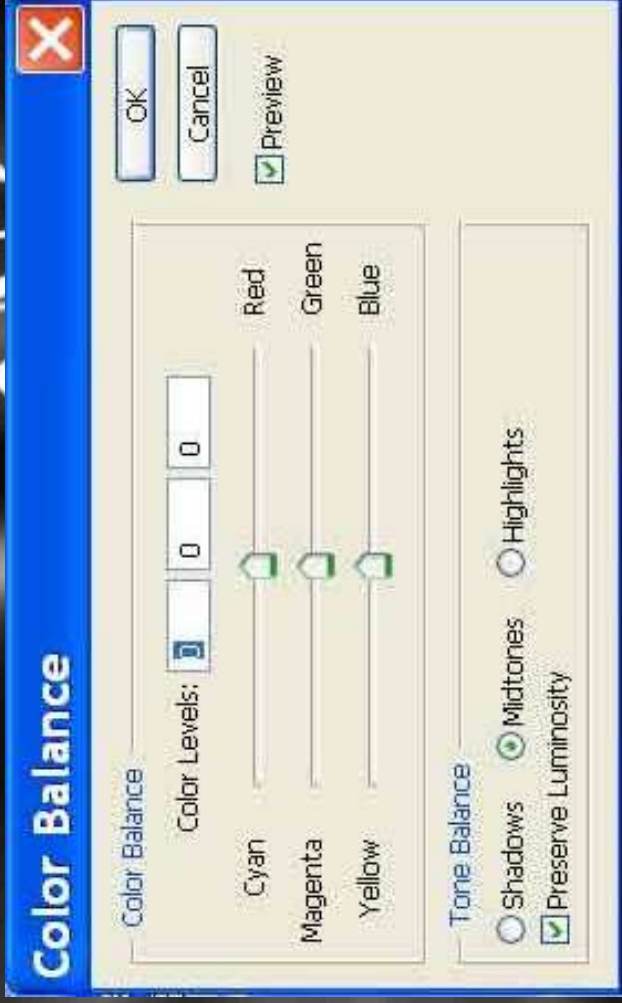 Color Balance
Color Balance
Color Levels: 0 0 0
Cyan Red
Magenta Green
Yellow Blue
Tone Balance
Shadows Midtones Highlights
Preserve Luminosity
OK
Cancel
Preview